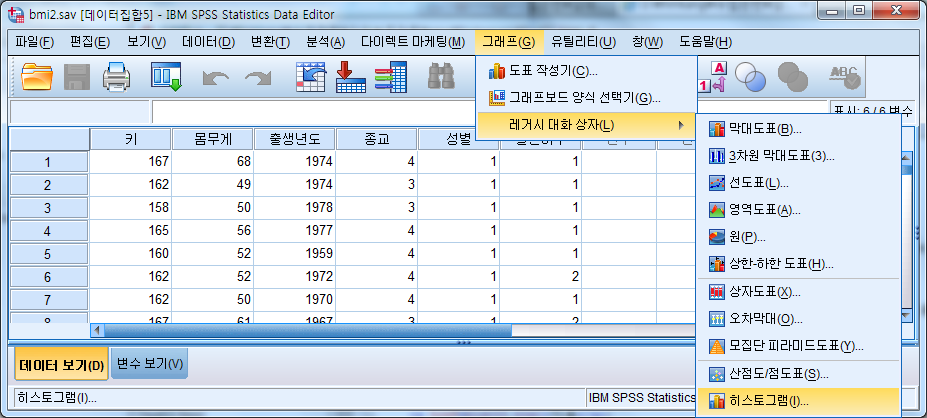 bmi2.sav [데이터집합5] - IBM SPSS Statistics Data Editor
파일(F) 편집(E) 보기(V) 데이터(D) 변환(T) 분석(A) 다이렉트 마케팅(M) 그래프(G) 유틸리티(U) 창(W) 도움말(H)
도표 작성기(C)...
그래프보드 양식 선택기(G)...
레거시 대화 상자(L)
A
1
ABC
표시: 6 / 6 변수
막대도표(B)...
3차원 막대도표(3)...
선도표(L)...
영역도표(A)...
원(P)...
상한-하한 도표(H)...
상자도표(X)...
오차막대(O)...
모집단 피라미드도표(Y)...
산점도/점도표(S)...
히스토그램(I)...
키 몸무게 출생년도 종교 성별
1 167 68 1974 4 1 1
2 162 49 1974 3 1 1
3 158 50 1978 3 1 1
4 165 56 1977 4 1 1
5 160 52 1959 4 1 1
6 162 52 1972 4 1 2
7 162 50 1970 4 1 1
8 167 61 1967 3 1 2
데이터 보기(D) 변수 보기(V)
히스토그램(I)... IBM SPSS Statistics